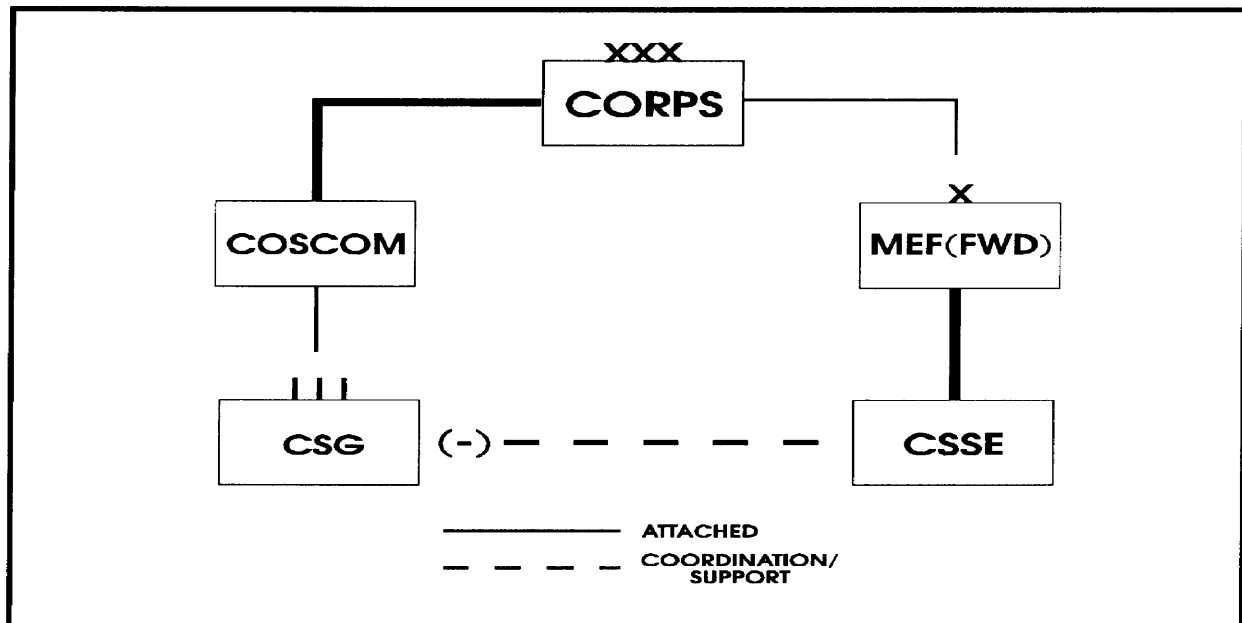 XXX
CORPS
X
COSCOM
MEF(FWD)
III
CSG (-)
CSSE
ATTACHED
COORDINATION/
SUPPORT